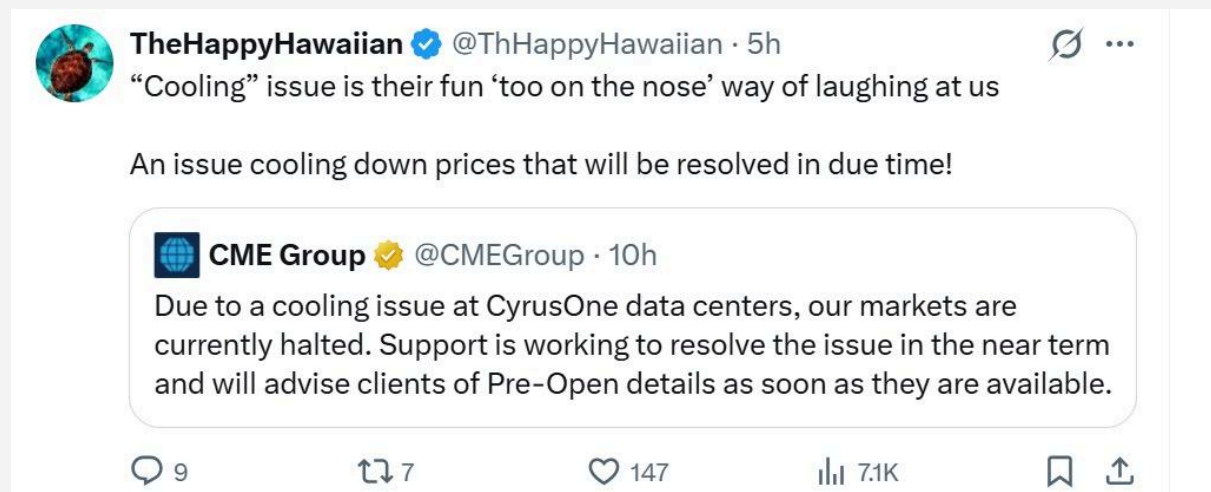 TheHappyHawaiian @ThHappyHawaiian · 5h
“Cooling” issue is their fun ‘too on the nose’ way of laughing at us
An issue cooling down prices that will be resolved in due time!
CME Group @CMEGroup · 10h
Due to a cooling issue at CyrusOne data centers, our markets are
currently halted. Support is working to resolve the issue in the near term
and will advise clients of Pre-Open details as soon as they are available.
9 7 147 7.1K